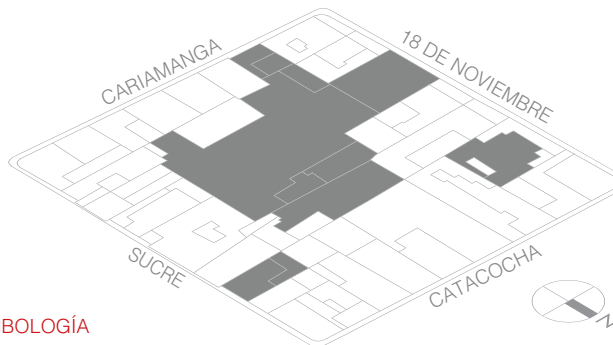 CARIAMANGA
18 DE NOVIEMBRE
SUCRE
CATACOCHA
N
BOLOGÍA